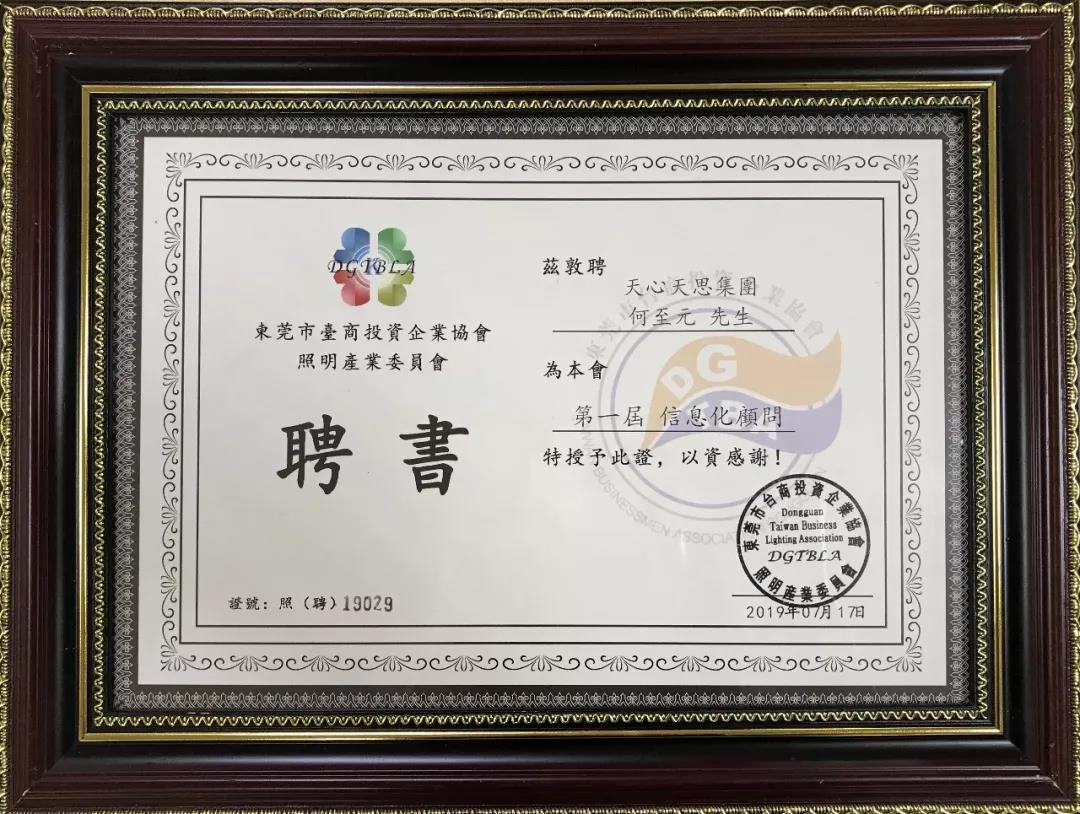 DGTBLA
東莞市臺商投資企業協會
照明產業委員會
聘書
證號：照（聘）19029
茲敦聘
天心天思集團
何至元 先生
為本會
第一屆 信息化顧問
特授予此證，以資感謝！
東莞市台商投資企業協會
Dongguan
Taiwan Business
Lighting Association
DGTBLA
照明產業委員會
2019年07月17日
DG
BUSINESSMEN ASSOCIA